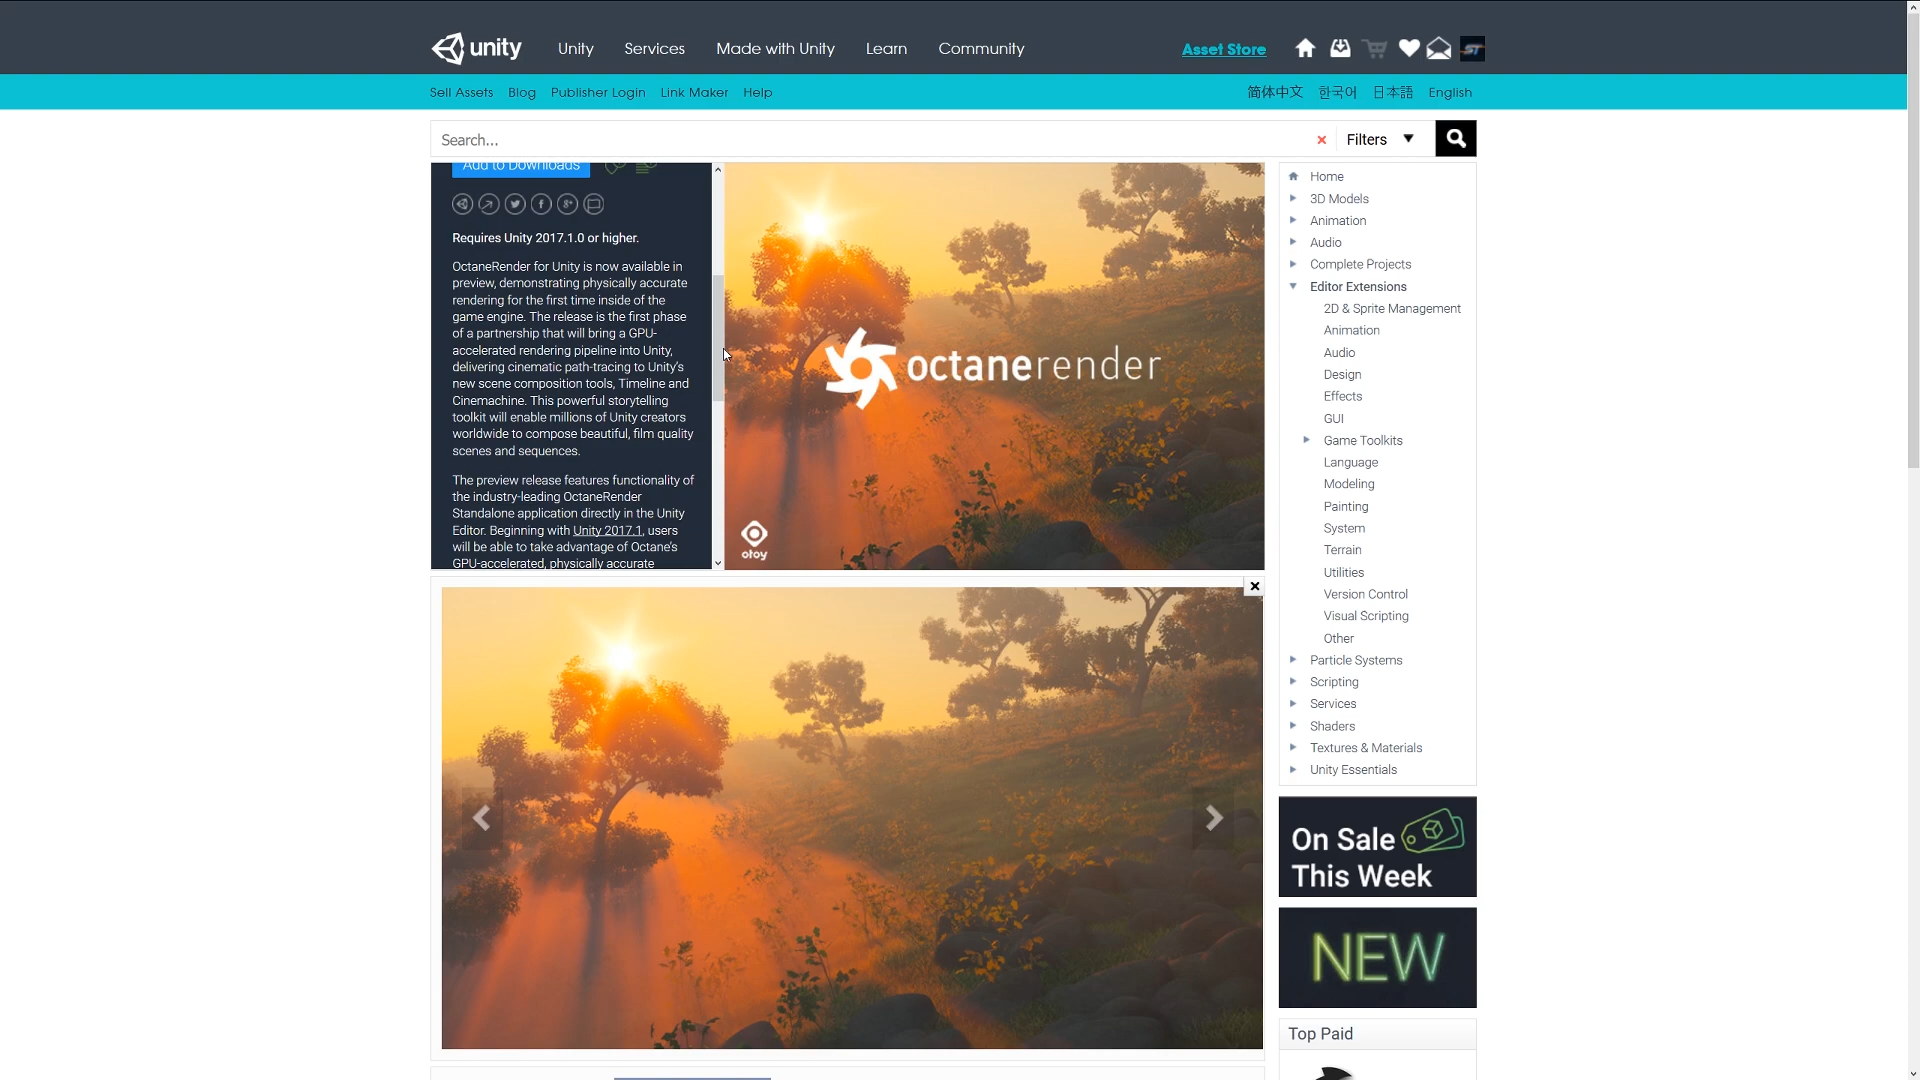 unity
Unity Services Made with Unity Learn Community Asset Store
ST
Sell Assets Blog Publisher Login Link Maker Help
简体中文 한국어 日本語 English
Search...
Filters
Add to Downloads
Requires Unity 2017.1.0 or higher.
OctaneRender for Unity is now available in
preview, demonstrating physically accurate
rendering for the first time inside of the
game engine. The release is the first phase
of a partnership that will bring a GPU-
accelerated rendering pipeline into Unity,
delivering cinematic path-tracing to Unity's
new scene composition tools, Timeline and
Cinemachine. This powerful storytelling
toolkit will enable millions of Unity creators
worldwide to compose beautiful, film quality
scenes and sequences.
The preview release features functionality of
the industry-leading OctaneRender
Standalone application directly in the Unity
Editor. Beginning with Unity 2017.1, users
will be able to take advantage of Octane's
GPU-accelerated, physically accurate
octanerender
otoy
Home
3D Models
Animation
Audio
Complete Projects
Editor Extensions
2D & Sprite Management
Animation
Audio
Design
Effects
GUI
Game Toolkits
Language
Modeling
Painting
System
Terrain
Utilities
Version Control
Visual Scripting
Other
Particle Systems
Scripting
Services
Shaders
Textures & Materials
Unity Essentials
On Sale
This Week
NEW
Top Paid